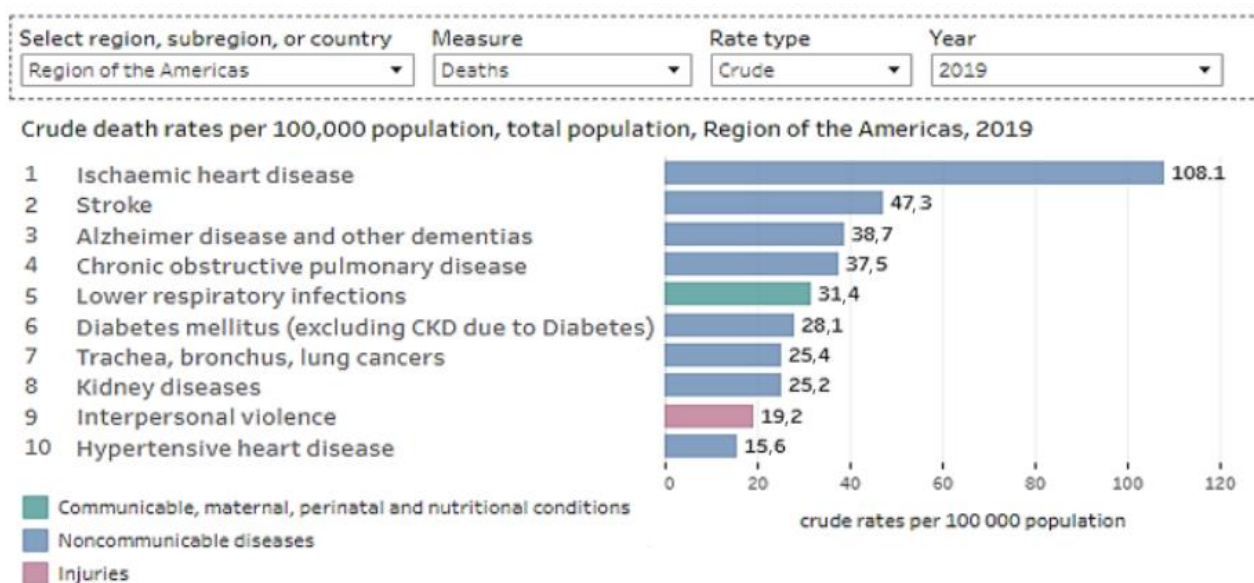 Select region, subregion, or country Measure Rate type Year
Region of the Americas Deaths Crude 2019
Crude death rates per 100,000 population, total population, Region of the Americas, 2019
1 Ischaemic heart disease 108.1
2 Stroke 47,3
3 Alzheimer disease and other dementias 38,7
4 Chronic obstructive pulmonary disease 37,5
5 Lower respiratory infections 31,4
6 Diabetes mellitus (excluding CKD due to Diabetes) 28,1
7 Trachea, bronchus, lung cancers 25,4
8 Kidney diseases 25,2
9 Interpersonal violence 19,2
10 Hypertensive heart disease 15,6
0 20 40 60 80 100 120
crude rates per 100 000 population
Communicable, maternal, perinatal and nutritional conditions
Noncommunicable diseases
Injuries